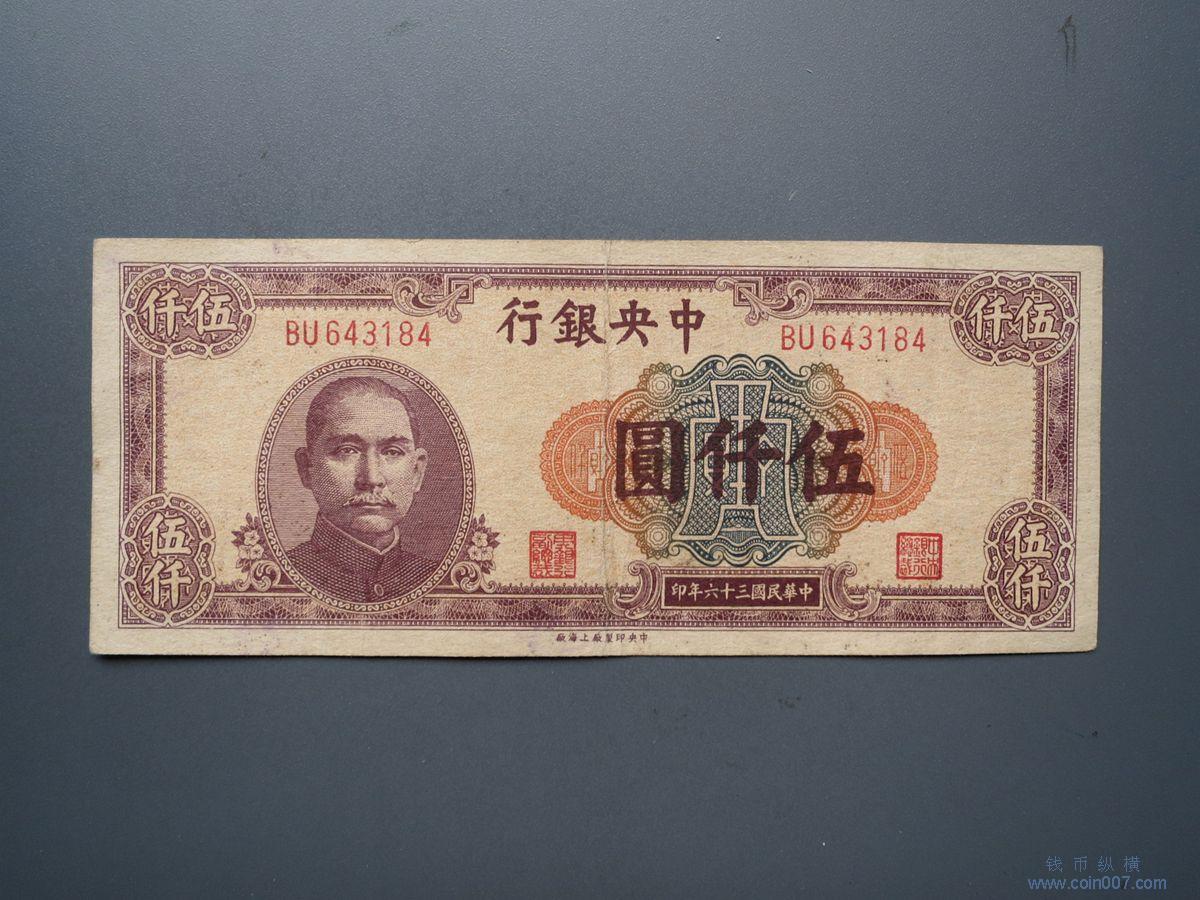 伍仟
伍仟
中央銀行
BU643184
BU643184
伍仟圓
伍仟
伍仟
中華民國三十六年印
中央印製廠上海廠
钱币纵横
www.coin007.com